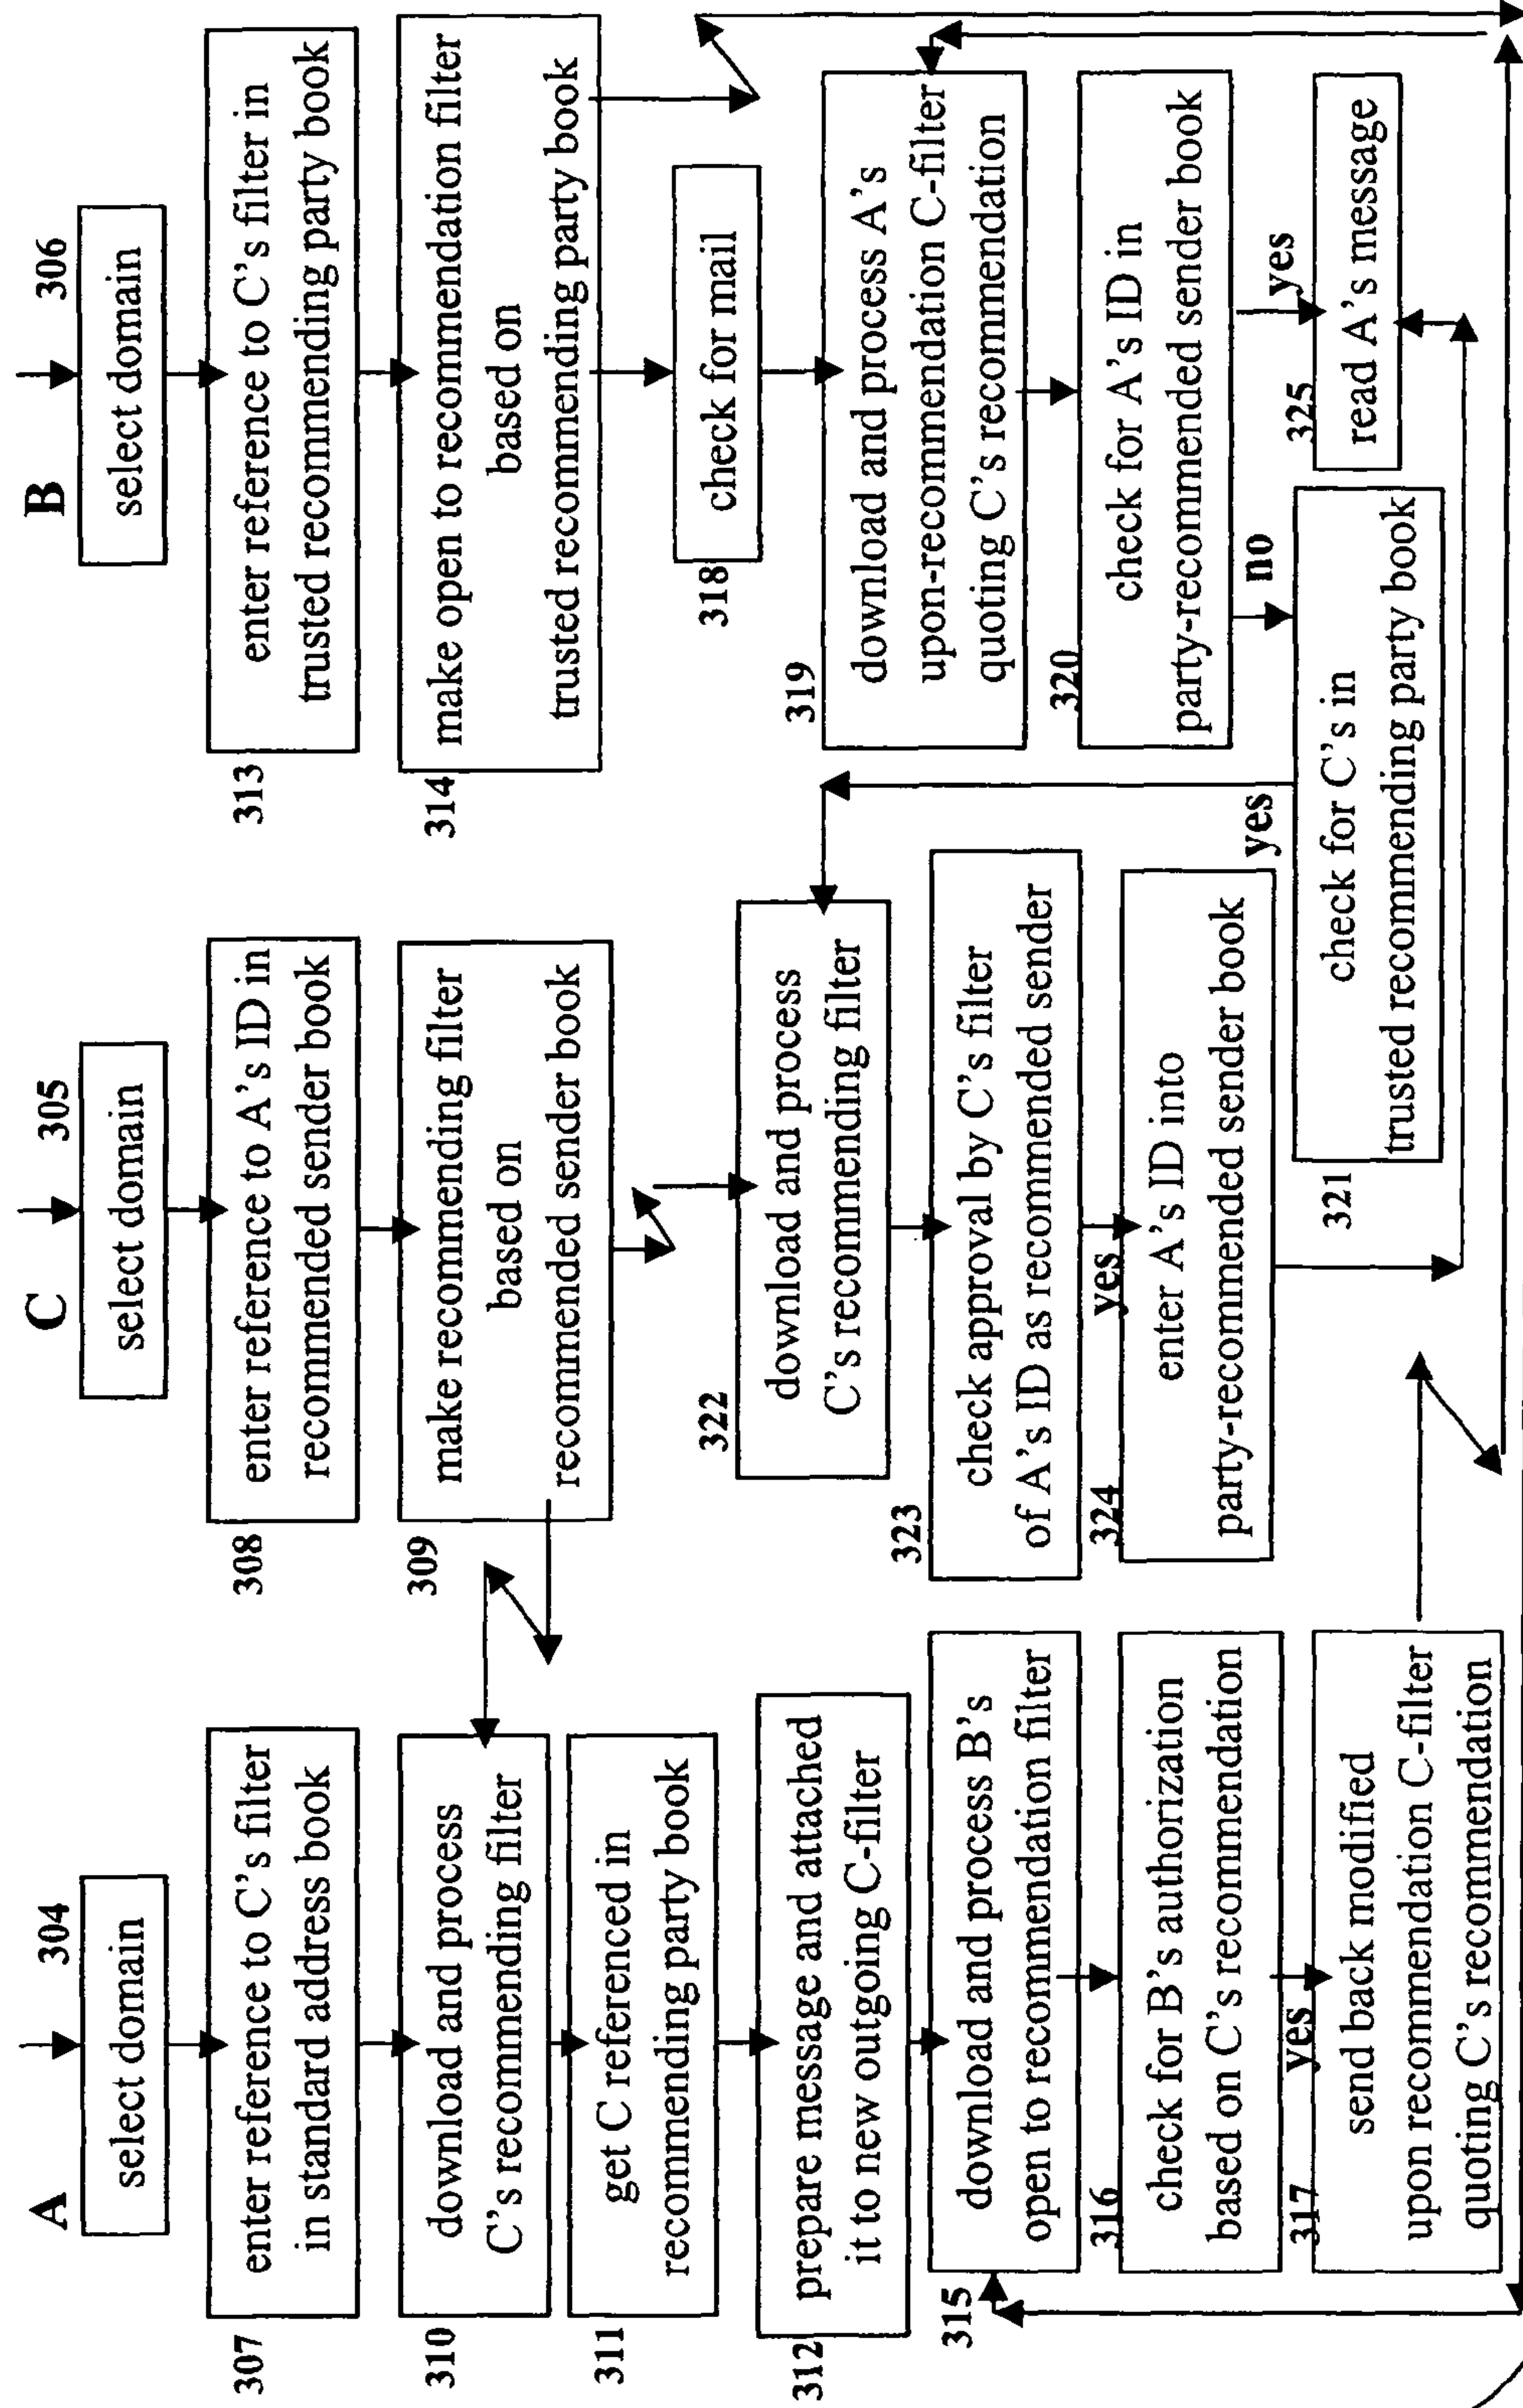 A
304
select domain
307
enter reference to C's filter
in standard address book
310
download and process
C's recommending filter
311
get C referenced in
recommending party book
312
prepare message and attached
it to new outgoing C-filter
315
download and process B's
open to recommendation filter
316
check for B's authorization
based on C's recommendation
317
yes
send back modified
upon recommendation C-filter
quoting C's recommendation
C
305
select domain
308
enter reference to A's ID in
recommended sender book
309
make recommending filter
based on
recommended sender book
322
download and process
C's recommending filter
323
check approval by C's filter
of A's ID as recommended sender
324
yes
enter A's ID into
party-recommended sender book
B
306
select domain
313
enter reference to C's filter in
trusted recommending party book
314
make open to recommendation filter
based on
trusted recommending party book
318
check for mail
319
download and process A's
upon-recommendation C-filter
quoting C's recommendation
320
check for A's ID in
party-recommended sender book
yes
no
325
read A's message
321
yes
check for C's in
trusted recommending party book